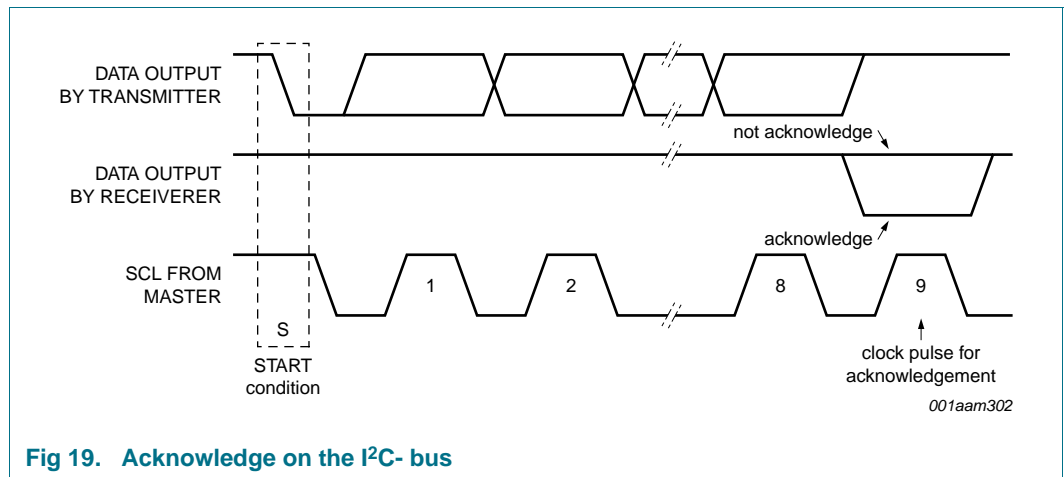 DATA OUTPUT
BY TRANSMITTER
not acknowledge
DATA OUTPUT
BY RECEIVERER
acknowledge
SCL FROM
MASTER
1
2
8
9
S
START
condition
clock pulse for
acknowledgement
001aam302
Fig 19. Acknowledge on the I²C- bus